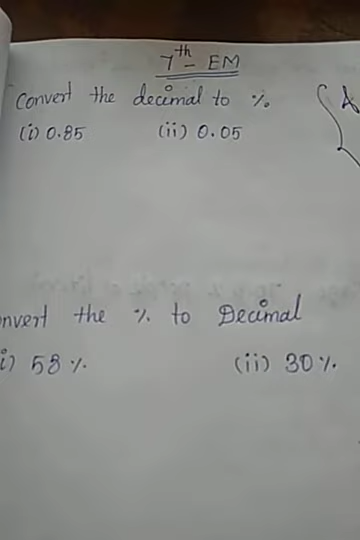 7th - EM
Convert the decimal to %
(i) 0.85 (ii) 0.05
nvert the % to Decimal
i) 58 % (ii) 30 %.